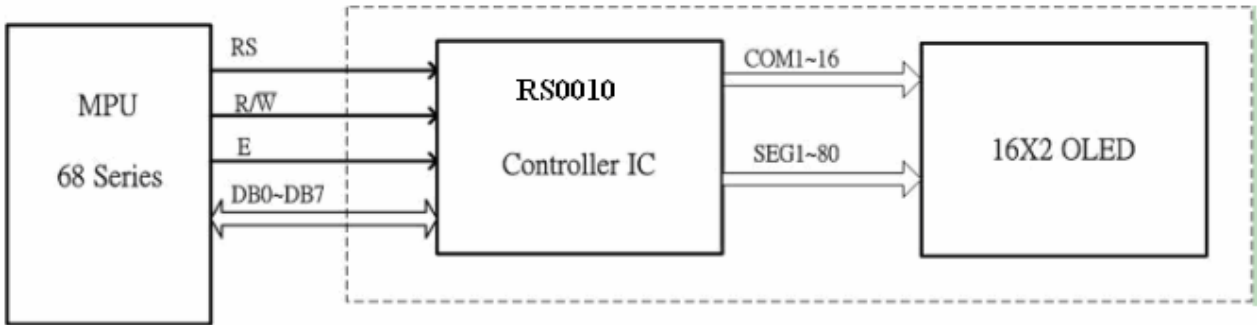 MPU
68 Series
RS
R/W̅
E
DB0~DB7
RS0010
Controller IC
COM1~16
SEG1~80
16X2 OLED